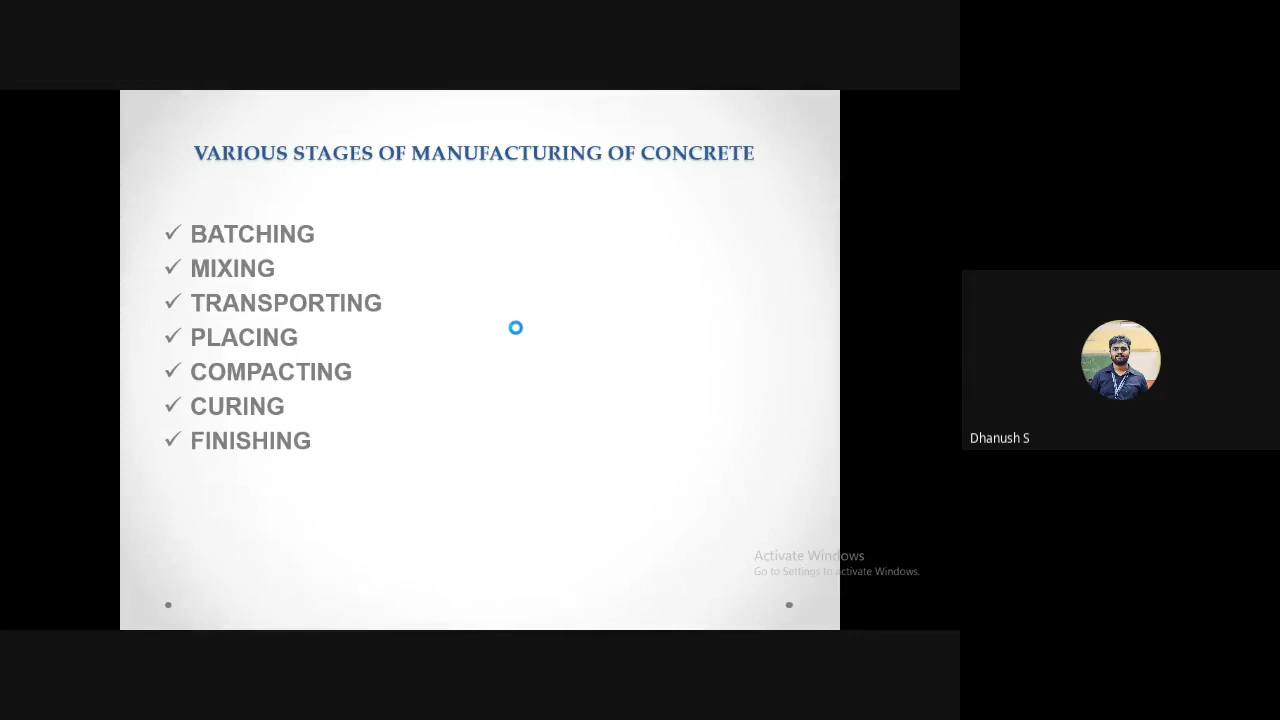 VARIOUS STAGES OF MANUFACTURING OF CONCRETE
BATCHING
MIXING
TRANSPORTING
PLACING
COMPACTING
CURING
FINISHING
Dhanush S
Activate Windows
Go to Settings to activate Windows.